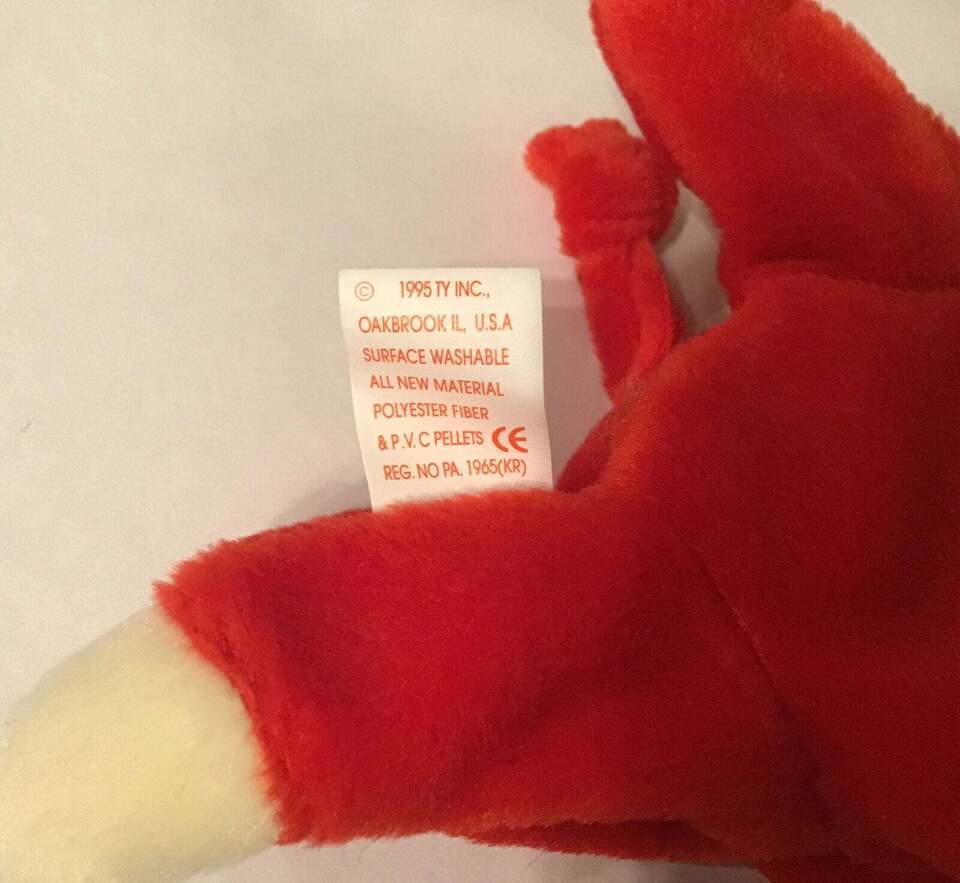 © 1995 TY INC.,
OAKBROOK IL, U.S.A
SURFACE WASHABLE
ALL NEW MATERIAL
POLYESTER FIBER
& P.V.C PELLETS CE
REG. NO PA. 1965(KR)